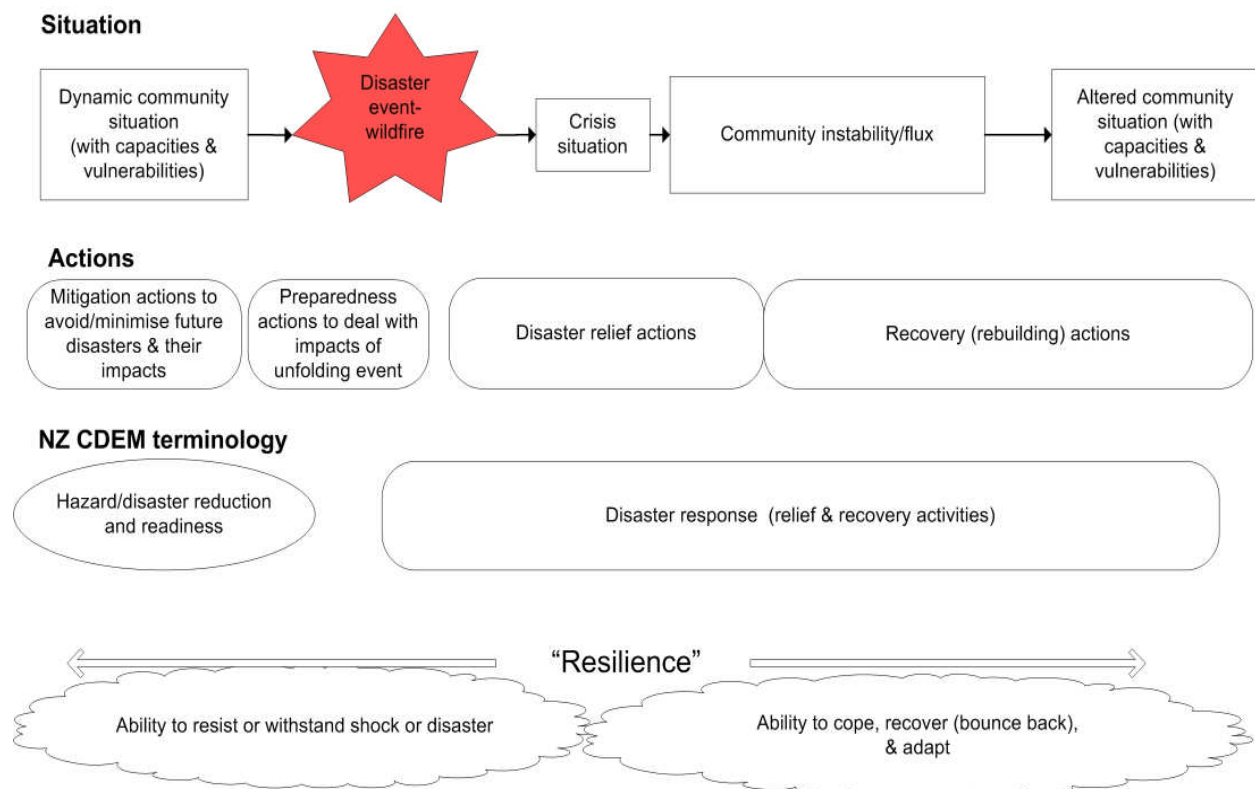 Situation
Dynamic community
situation
(with capacities &
vulnerabilities)
Disaster
event-
wildfire
Crisis
situation
Community instability/flux
Altered community
situation (with
capacities &
vulnerabilities)
Actions
Mitigation actions to
avoid/minimise future
disasters & their
impacts
Preparedness
actions to deal with
impacts of
unfolding event
Disaster relief actions
Recovery (rebuilding) actions
NZ CDEM terminology
Hazard/disaster reduction
and readiness
Disaster response  (relief & recovery activities)
“Resilience”
Ability to resist or withstand shock or disaster
Ability to cope, recover (bounce back),
& adapt